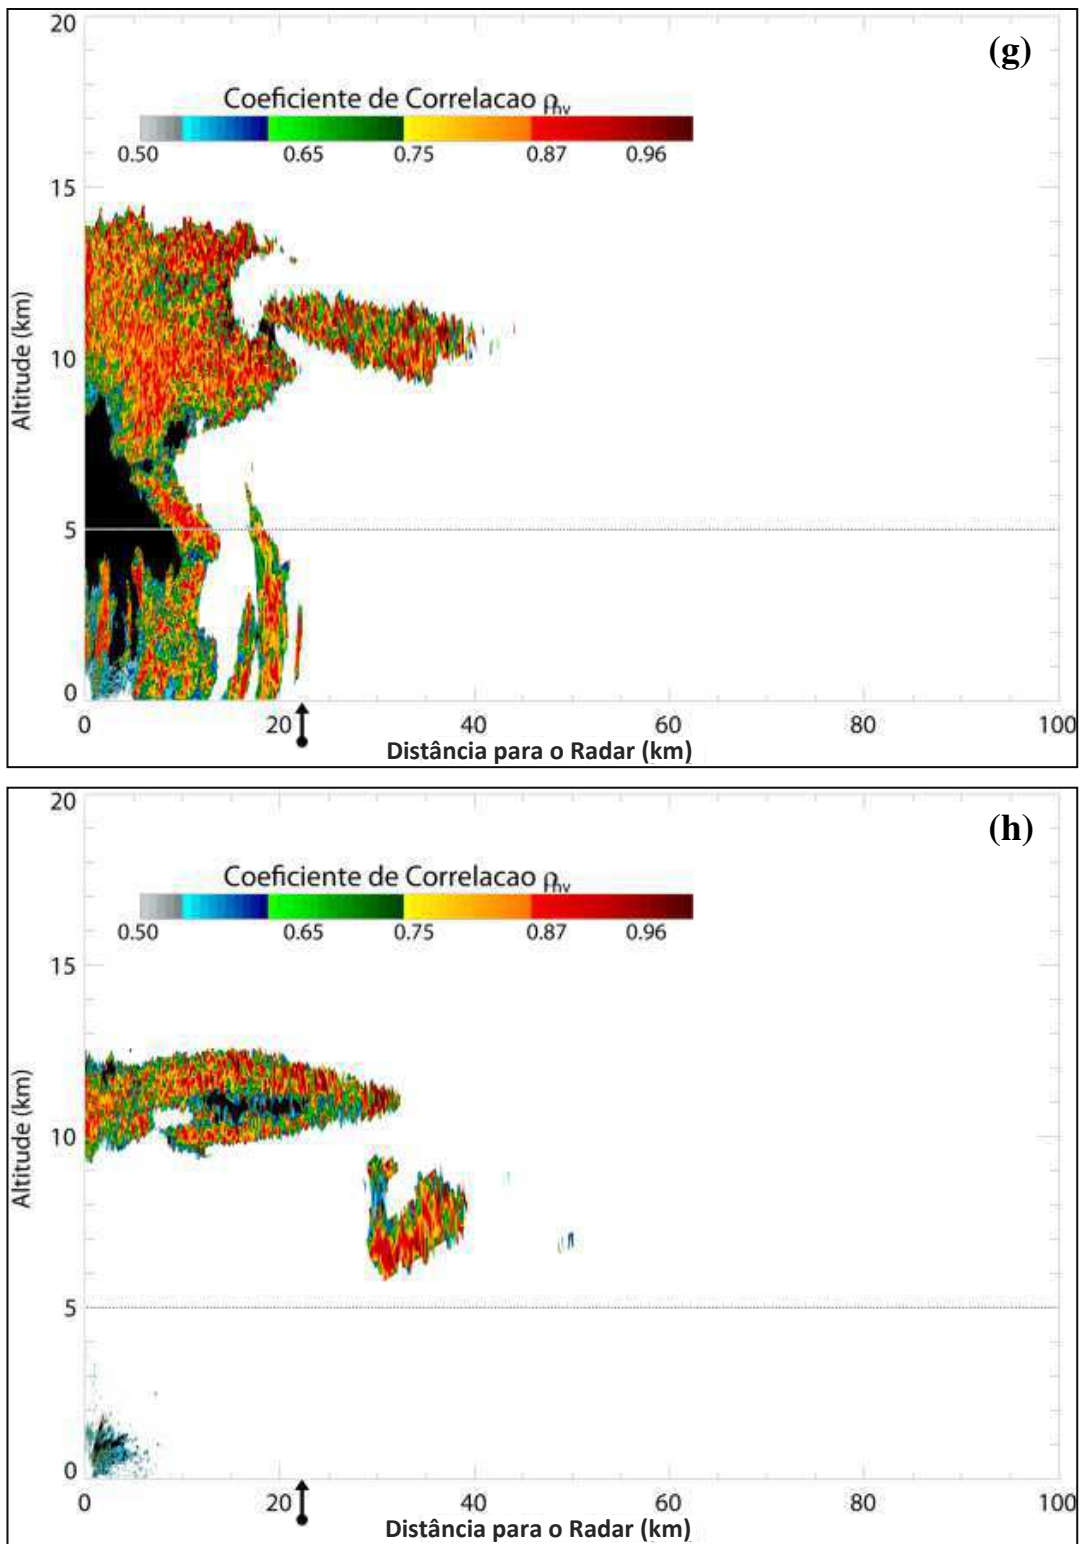 20
(g)
Coeficiente de Correlacao ρhv
0.50 0.65 0.75 0.87 0.96
15
Altitude (km)
10
5
0
0 20 40 60 80 100
Distância para o Radar (km)
20
(h)
Coeficiente de Correlacao ρhv
0.50 0.65 0.75 0.87 0.96
15
Altitude (km)
10
5
0
0 20 40 60 80 100
Distância para o Radar (km)